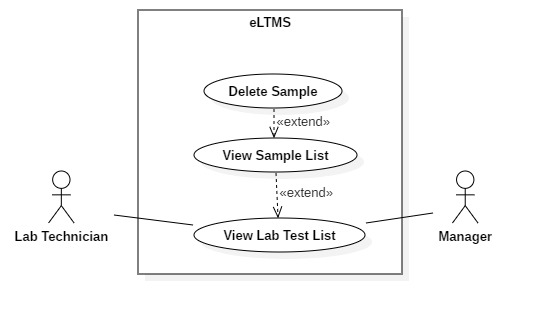 eLTMS
Delete Sample
«extend»
View Sample List
«extend»
Lab Technician
View Lab Test List
Manager